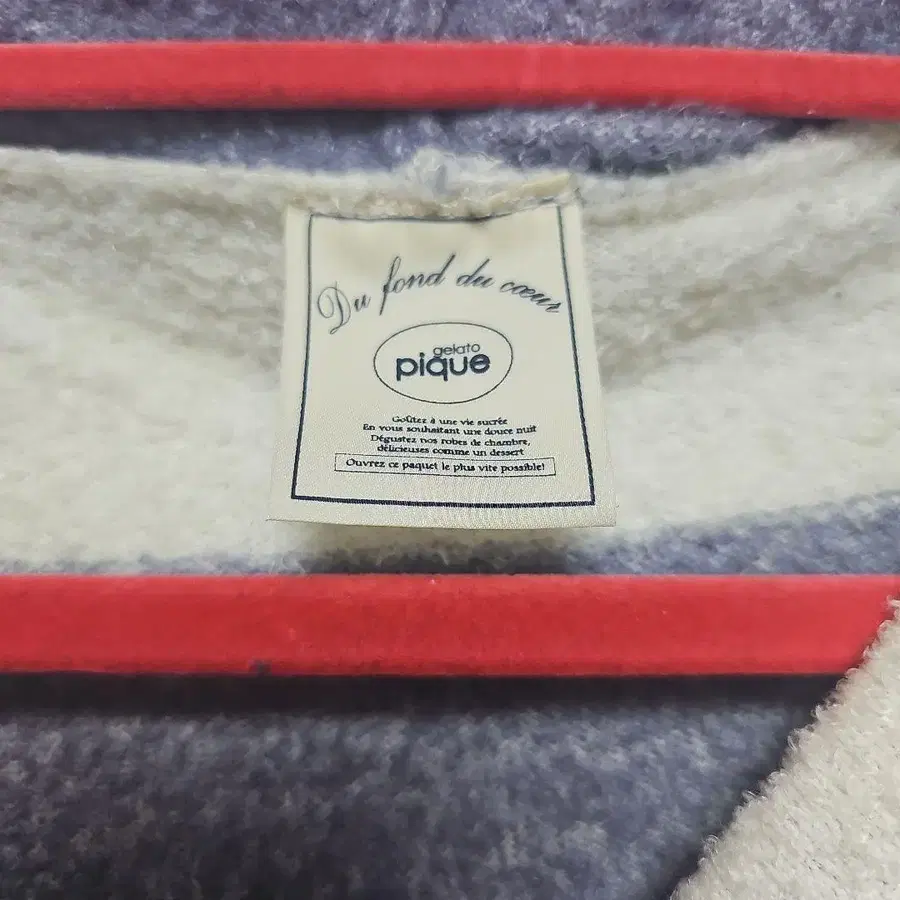 Du fond du cœur
gelato
pique
Goûtez à une vie sucrée
En vous souhaitant une douce nuit
Dégustez nos robes de chambre,
délicieuses comme un dessert
Ouvrez ce paquet le plus vite possible!